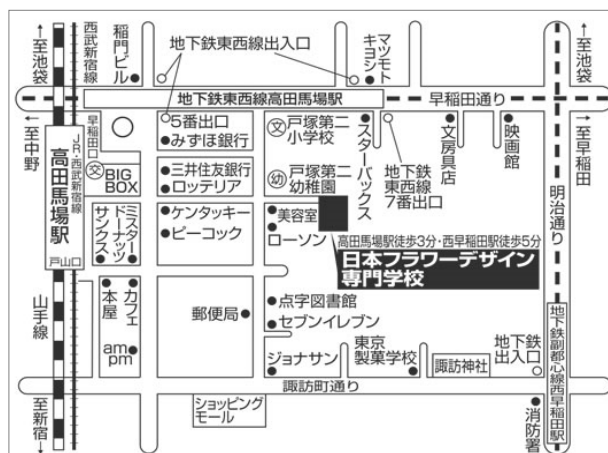 ←至池袋
西武新宿線
稲門ビル
地下鉄東西線出入口
マツモト
キヨシ
←至池袋
地下鉄東西線高田馬場駅
早稲田通り
←至中野
→至早稲田
早稲田口
交
BIG
BOX
5番出口
みずほ銀行
三井住友銀行
ロッテリア
文
戸塚第二
小学校
幼
戸塚第二
幼稚園
スターバックス
地下鉄
東西線
7番出口
文房具店
映画館
明治通り
JR・西武新宿線
高田馬場駅
戸山口
ミスター
ドーナッツ
サンクス
ケンタッキー
ピーコック
美容室
ローソン
高田馬場駅徒歩3分・西早稲田駅徒歩5分
日本フラワーデザイン
専門学校
山手線
本屋
カフェ
am
pm
郵便局
点字図書館
セブンイレブン
ジョナサン
東京
製菓学校
諏訪神社
地下鉄
出入口
地下鉄副都心線西早稲田駅
諏訪町通り
ショッピング
モール
消防署
至新宿→
至渋谷→